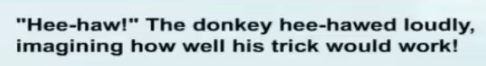 "Hee-haw!" The donkey hee-hawed loudly,
imagining how well his trick would work!